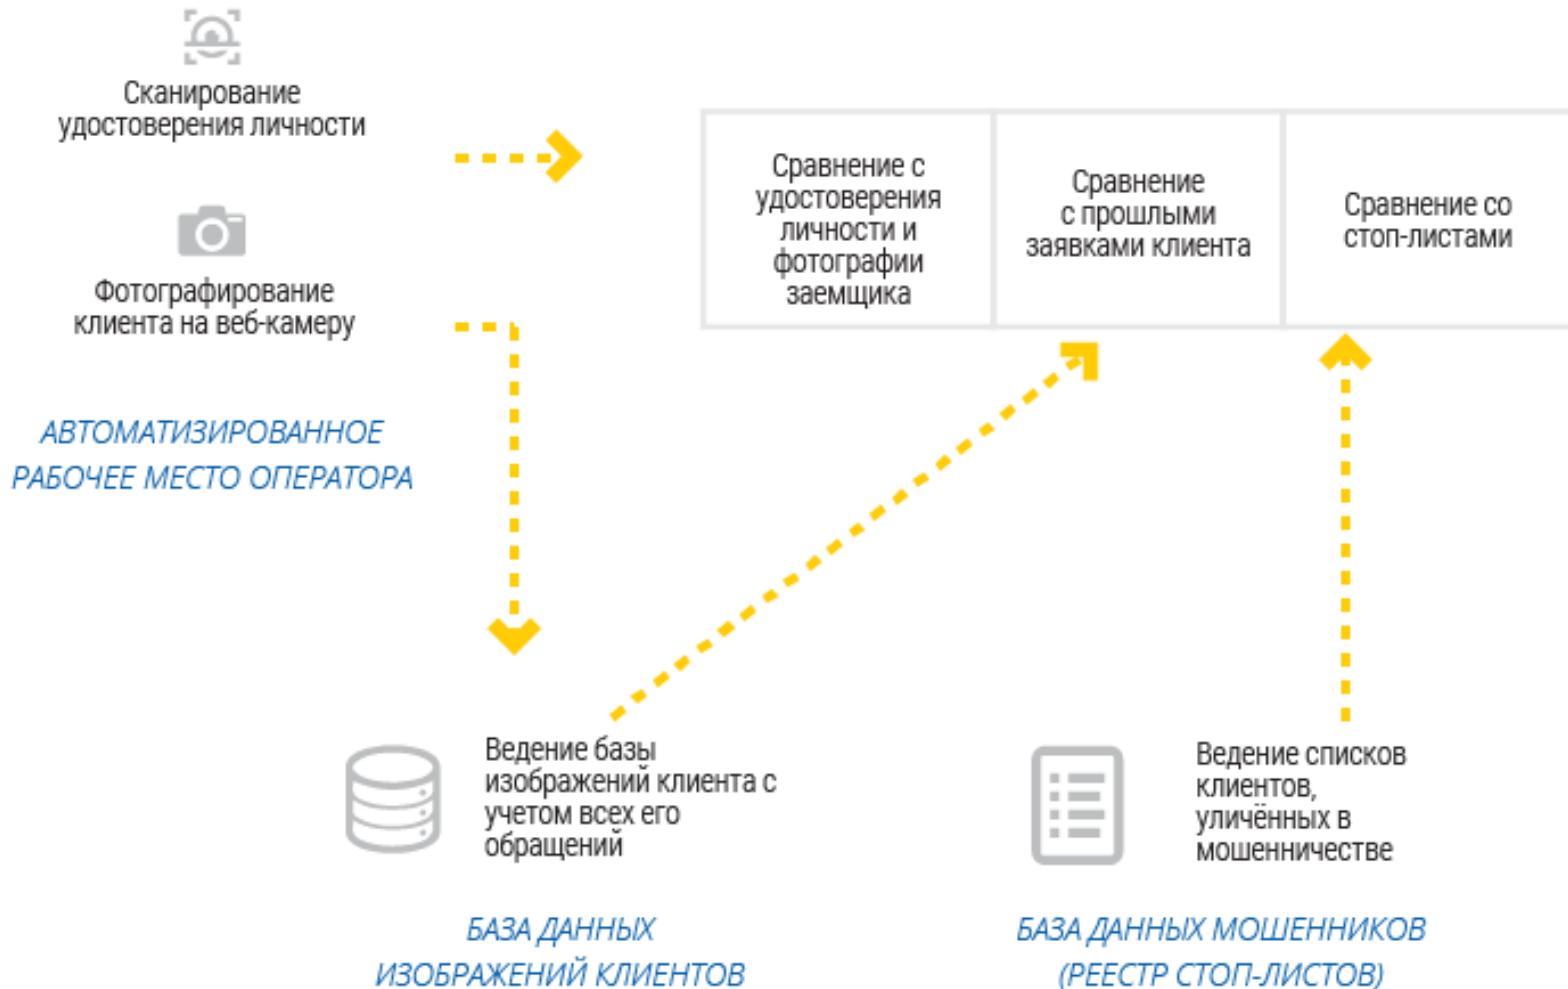 Сканирование
удостоверения личности
Фотографирование
клиента на веб-камеру
АВТОМАТИЗИРОВАННОЕ
РАБОЧЕЕ МЕСТО ОПЕРАТОРА
Сравнение с
удостоверения
личности и
фотографии
заемщика
Сравнение
с прошлыми
заявками клиента
Сравнение со
стоп-листами
Ведение базы
изображений клиента с
учетом всех его
обращений
БАЗА ДАННЫХ
ИЗОБРАЖЕНИЙ КЛИЕНТОВ
Ведение списков
клиентов,
уличённых в
мошенничестве
БАЗА ДАННЫХ МОШЕННИКОВ
(РЕЕСТР СТОП-ЛИСТОВ)